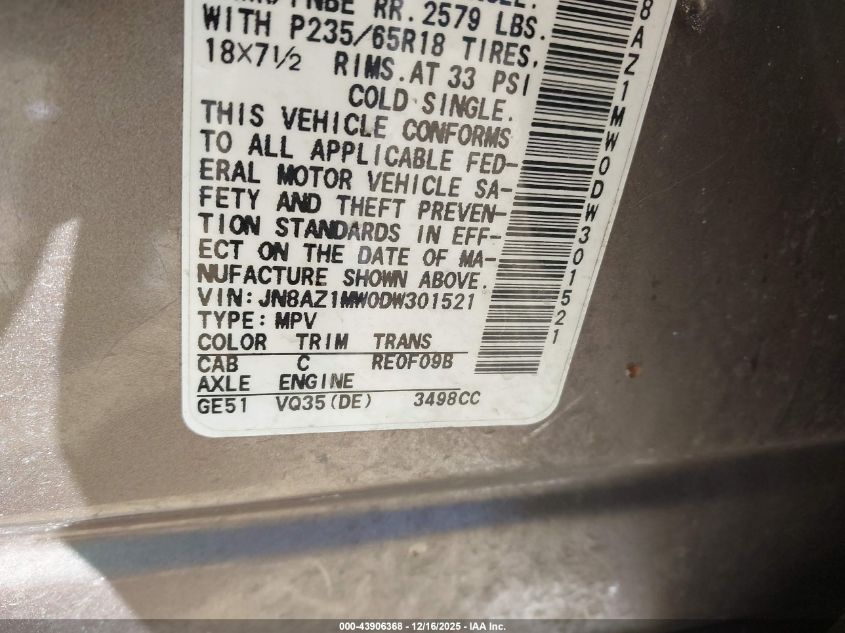 RR. 2579 LBS.
WITH P235/65R18 TIRES,
18X7½ RIMS. AT 33 PSI
COLD SINGLE.
THIS VEHICLE CONFORMS
TO ALL APPLICABLE FED-
ERAL MOTOR VEHICLE SA-
FETY AND THEFT PREVEN-
TION STANDARDS IN EFF-
ECT ON THE DATE OF MA-
NUFACTURE SHOWN ABOVE.
VIN: JN8AZ1MW0DW301521
TYPE: MPV
COLOR TRIM TRANS
CAB C RE0F09B
AXLE ENGINE
GE51 VQ35(DE) 3498CC
8AZ1MW0DW301521
000-43906368 - 12/16/2025 - IAA Inc.